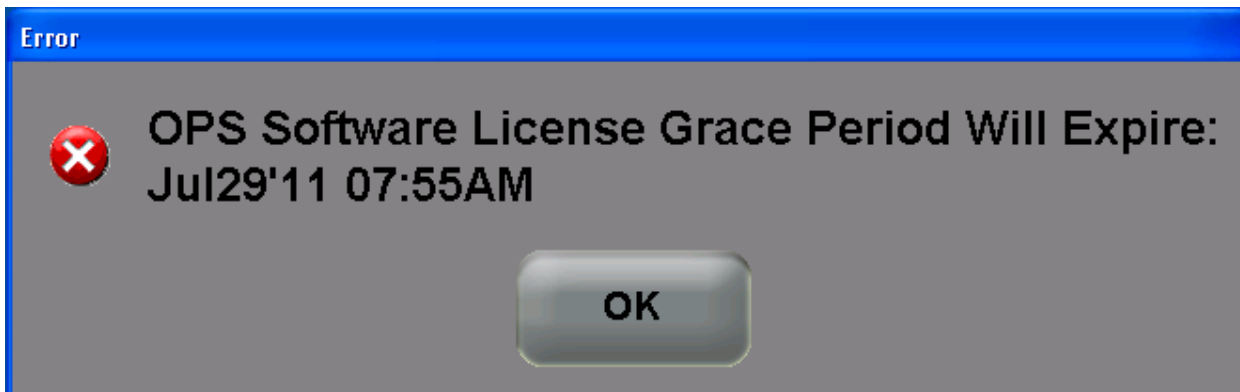 Error
OPS Software License Grace Period Will Expire:
Jul29'11 07:55AM
OK